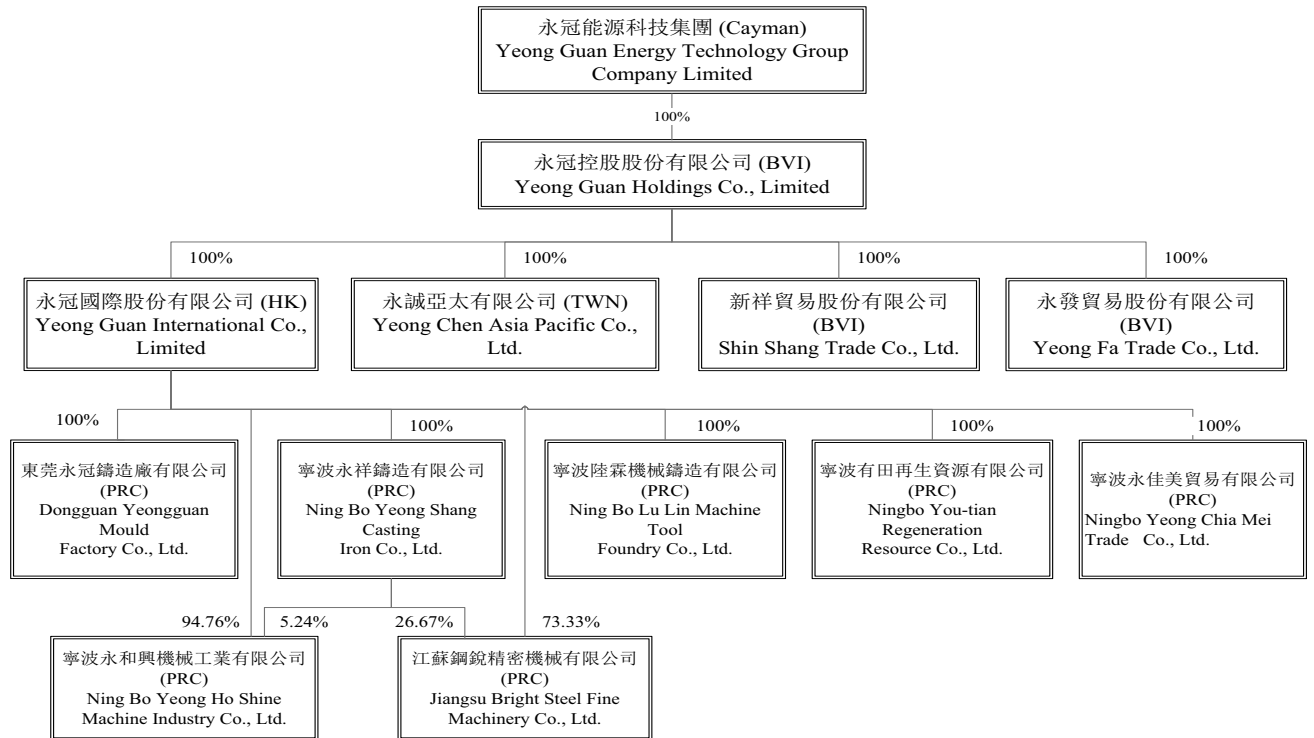 永冠能源科技集團 (Cayman)
Yeong Guan Energy Technology Group
Company Limited
100%
永冠控股股份有限公司 (BVI)
Yeong Guan Holdings Co., Limited
100%
100%
100%
100%
永冠國際股份有限公司 (HK)
Yeong Guan International Co.,
Limited
永誠亞太有限公司 (TWN)
Yeong Chen Asia Pacific Co.,
Ltd.
新祥貿易股份有限公司
(BVI)
Shin Shang Trade Co., Ltd.
永發貿易股份有限公司
(BVI)
Yeong Fa Trade Co., Ltd.
100%
100%
100%
100%
100%
東莞永冠鑄造廠有限公司
(PRC)
Dongguan Yeongguan
Mould
Factory Co., Ltd.
寧波永祥鑄造有限公司
(PRC)
Ning Bo Yeong Shang
Casting
Iron Co., Ltd.
寧波陸霖機械鑄造有限公司
(PRC)
Ning Bo Lu Lin Machine
Tool
Foundry Co., Ltd.
寧波有田再生資源有限公司
(PRC)
Ningbo You-tian
Regeneration
Resource Co., Ltd.
寧波永佳美貿易有限公司
(PRC)
Ningbo Yeong Chia Mei
Trade Co., Ltd.
94.76%
5.24%
26.67%
73.33%
寧波永和興機械工業有限公司
(PRC)
Ning Bo Yeong Ho Shine
Machine Industry Co., Ltd.
江蘇鋼銳精密機械有限公司
(PRC)
Jiangsu Bright Steel Fine
Machinery Co., Ltd.